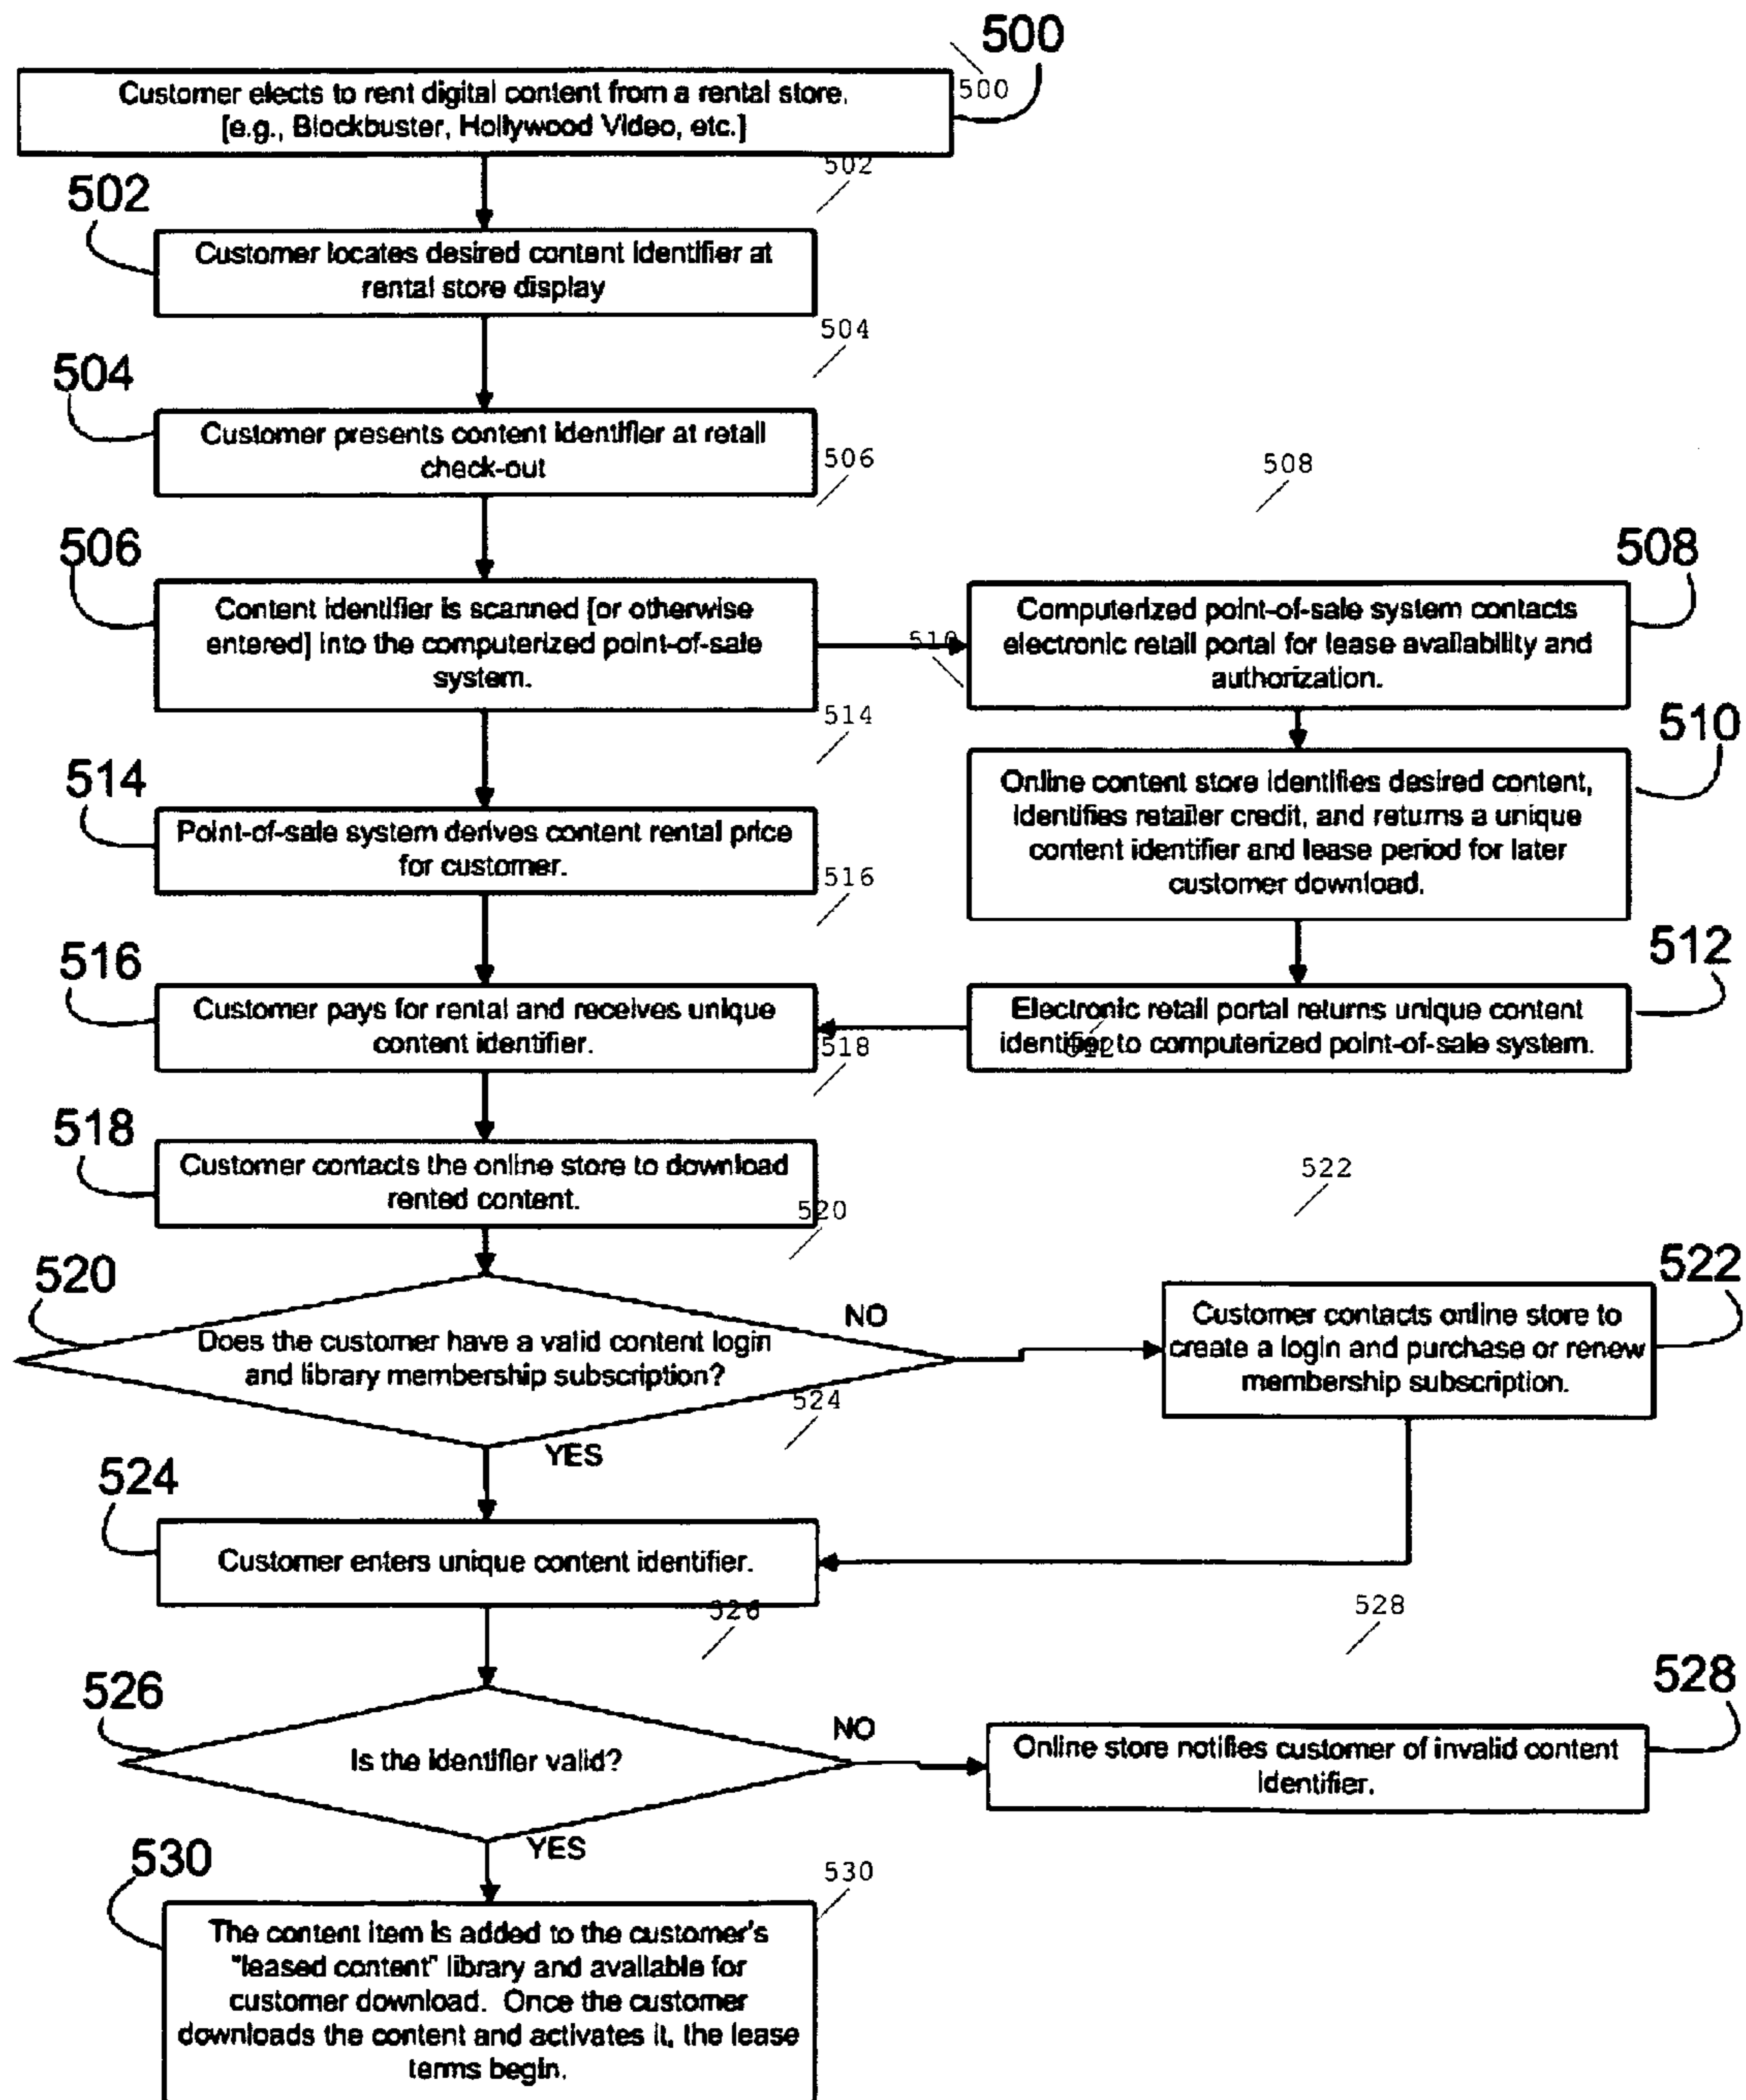 500
500
Customer elects to rent digital content from a rental store.
[e.g., Blockbuster, Hollywood Video, etc.]
502
502
Customer locates desired content identifier at
rental store display
504
504
Customer presents content identifier at retail
check-out
506
508
506
508
Content identifier is scanned [or otherwise
entered] into the computerized point-of-sale
system.
510
Computerized point-of-sale system contacts
electronic retail portal for lease availability and
authorization.
514
510
514
Point-of-sale system derives content rental price
for customer.
Online content store identifies desired content,
identifies retailer credit, and returns a unique
content identifier and lease period for later
customer download.
516
516
512
Customer pays for rental and receives unique
content identifier.
Electronic retail portal returns unique content
identifier to computerized point-of-sale system.
512
518
518
Customer contacts the online store to download
rented content.
522
520
520
522
NO
Does the customer have a valid content login
and library membership subscription?
Customer contacts online store to
create a login and purchase or renew
membership subscription.
524
YES
524
Customer enters unique content identifier.
526
528
526
528
NO
Is the identifier valid?
Online store notifies customer of invalid content
identifier.
YES
530
530
The content item is added to the customer's
"leased content" library and available for
customer download. Once the customer
downloads the content and activates it, the lease
terms begin.